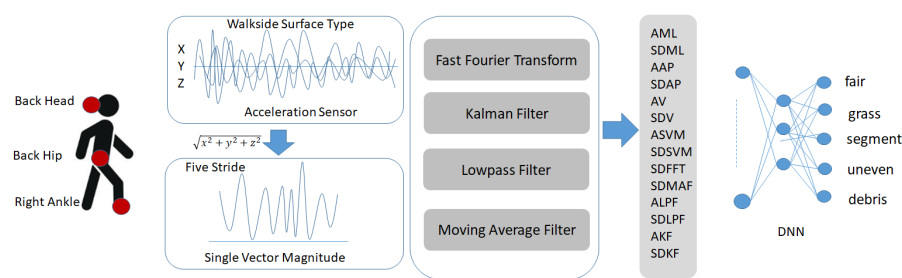 Back Head
Back Hip
Right Ankle
Walkside Surface Type
X
Y
Z
Acceleration Sensor
√x² + y² + z²
Five Stride
Single Vector Magnitude
Fast Fourier Transform
Kalman Filter
Lowpass Filter
Moving Average Filter
AML
SDML
AAP
SDAP
AV
SDV
ASVM
SDSVM
SDFFT
SDMAF
ALPF
SDLPF
AKF
SDKF
fair
grass
segment
uneven
debris
DNN